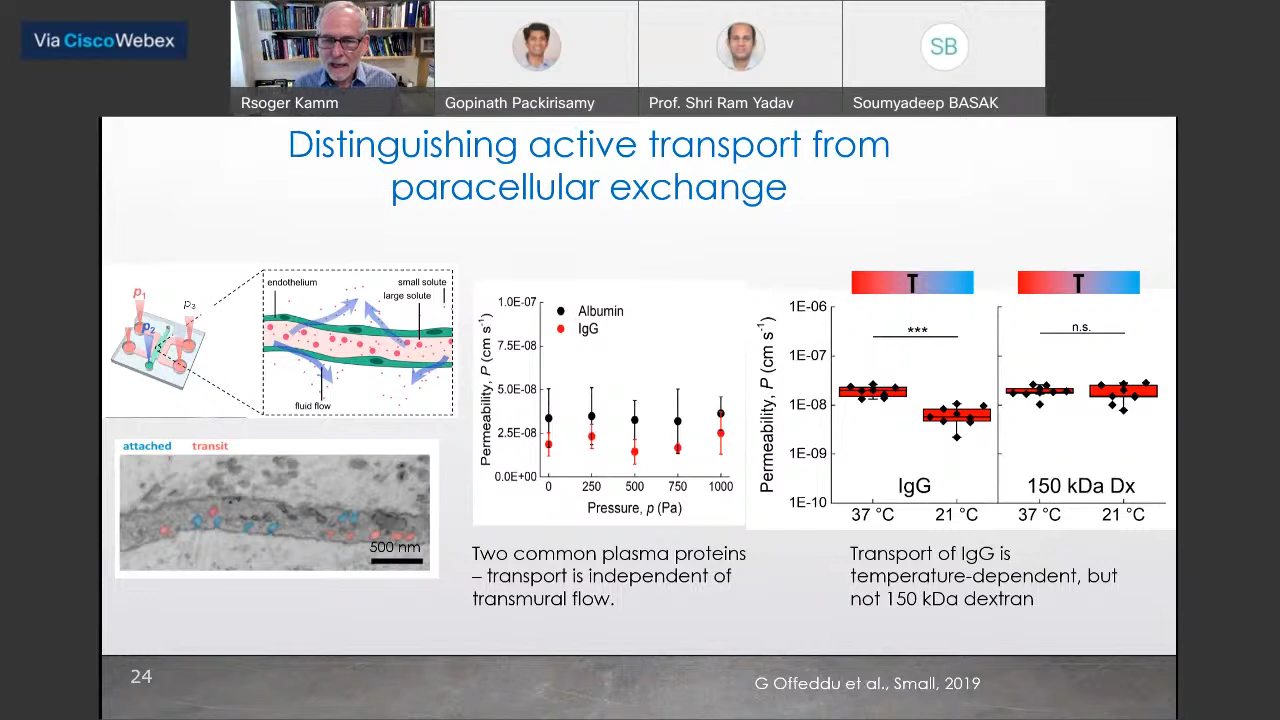 Via CiscoWebex
Rsoger Kamm
Gopinath Packirisamy
Prof. Shri Ram Yadav
SB
Soumyadeep BASAK
Distinguishing active transport from
paracellular exchange
p1
p2
p3
endothelium
small solute
large solute
fluid flow
attached transit
500 nm
Permeability, P (cm s⁻¹)
1.0E-07
7.5E-08
5.0E-08
2.5E-08
0.0E+00
Albumin
IgG
0 250 500 750 1000
Pressure, p (Pa)
Two common plasma proteins
– transport is independent of
transmural flow.
T T
Permeability, P (cm s⁻¹)
1E-06
1E-07
1E-08
1E-09
1E-10
*** n.s.
IgG 150 kDa Dx
37 °C 21 °C 37 °C 21 °C
Transport of IgG is
temperature-dependent, but
not 150 kDa dextran
24
G Offeddu et al., Small, 2019